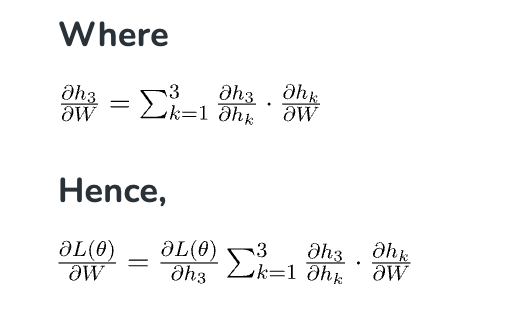 Where
∂h₃/∂W = ∑³ₖ₌₁ ∂h₃/∂hₖ · ∂hₖ/∂W
Hence,
∂L(θ)/∂W = ∂L(θ)/∂h₃ ∑³ₖ₌₁ ∂h₃/∂hₖ · ∂hₖ/∂W